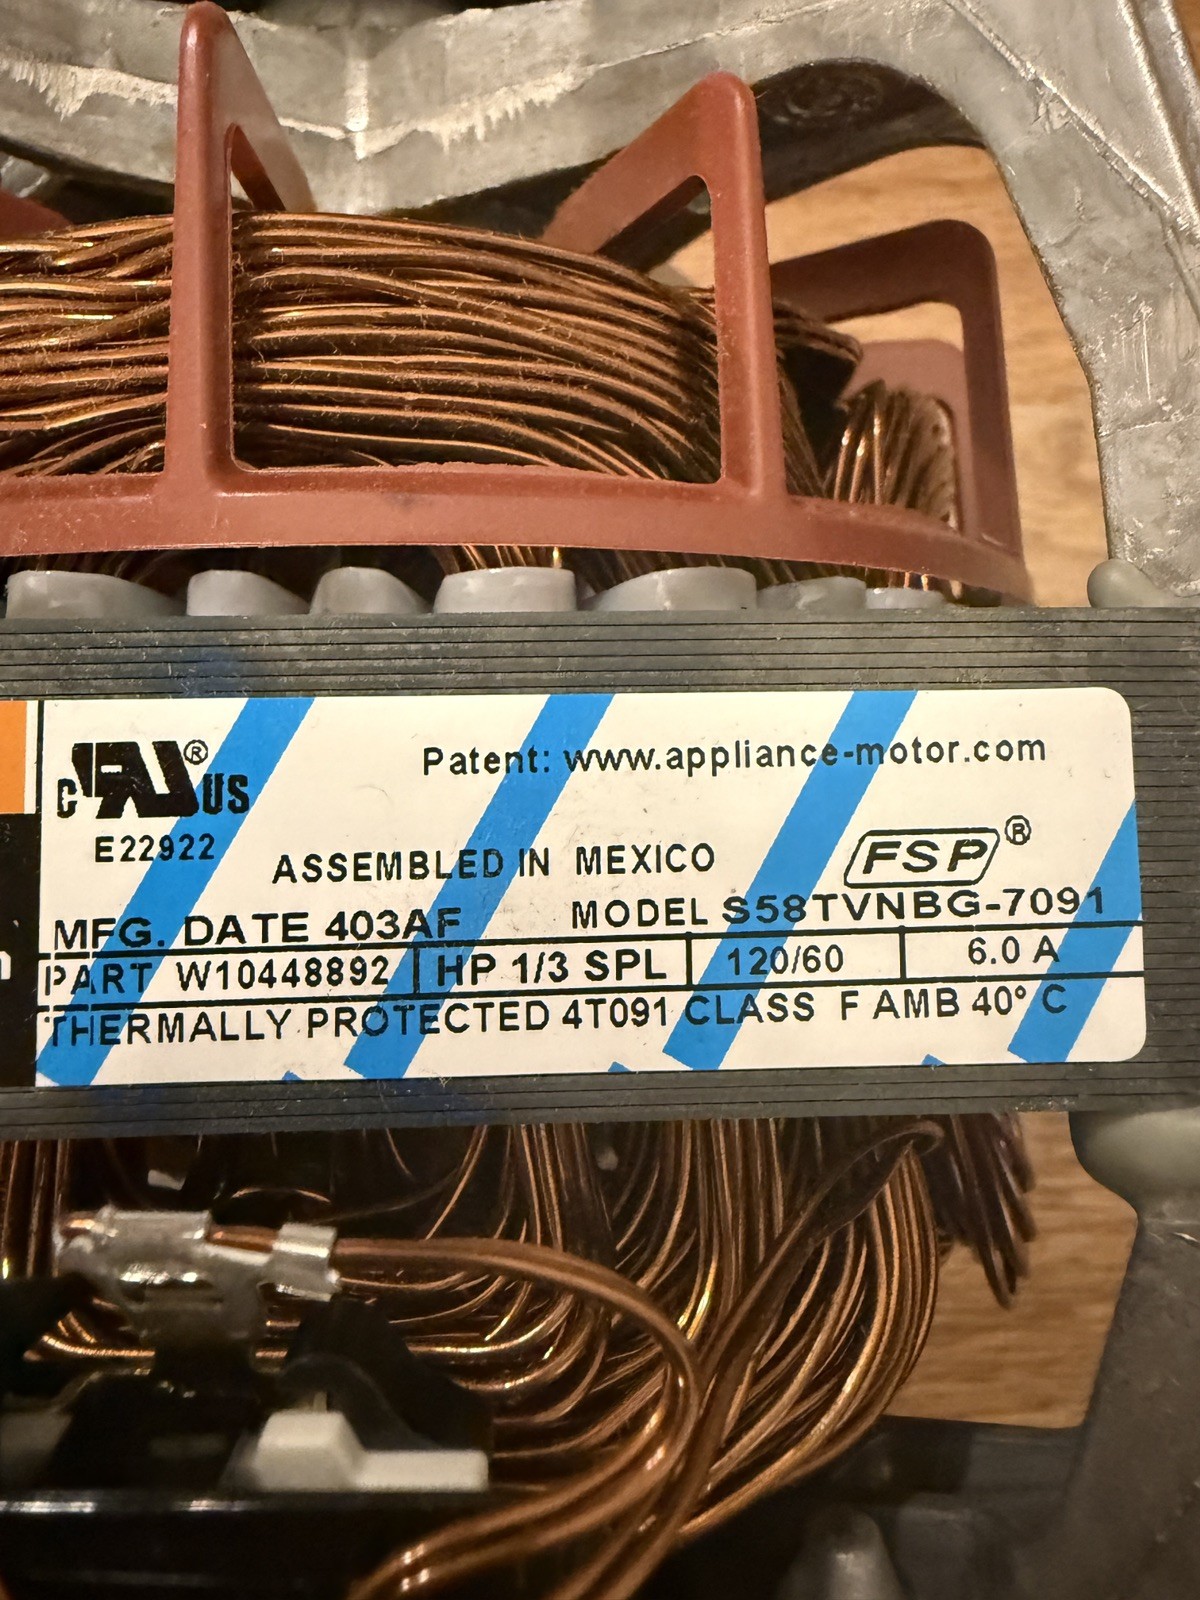 c RU ® US
E22922
Patent: www.appliance-motor.com
ASSEMBLED IN MEXICO
FSP®
MFG. DATE 403AF
MODEL S58TVNBG-7091
PART W10448892 HP 1/3 SPL 120/60 6.0 A
THERMALLY PROTECTED 4T091 CLASS F AMB 40° C